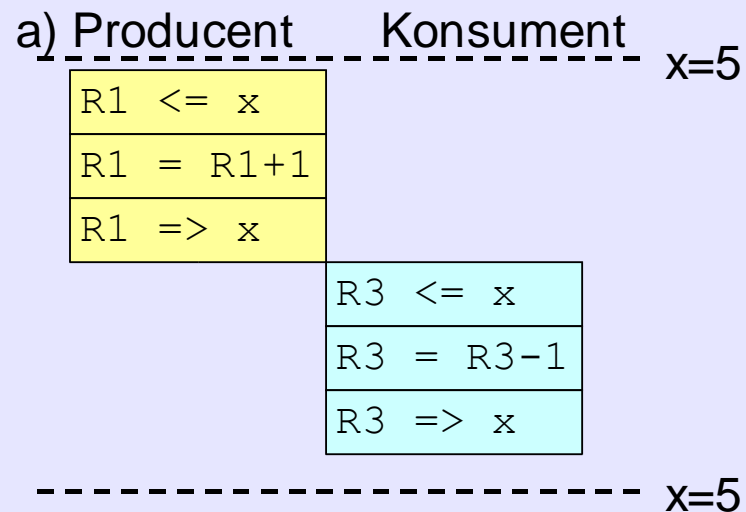 a) Producent Konsument
x=5
R1 <= x
R1 = R1+1
R1 => x
R3 <= x
R3 = R3-1
R3 => x
x=5